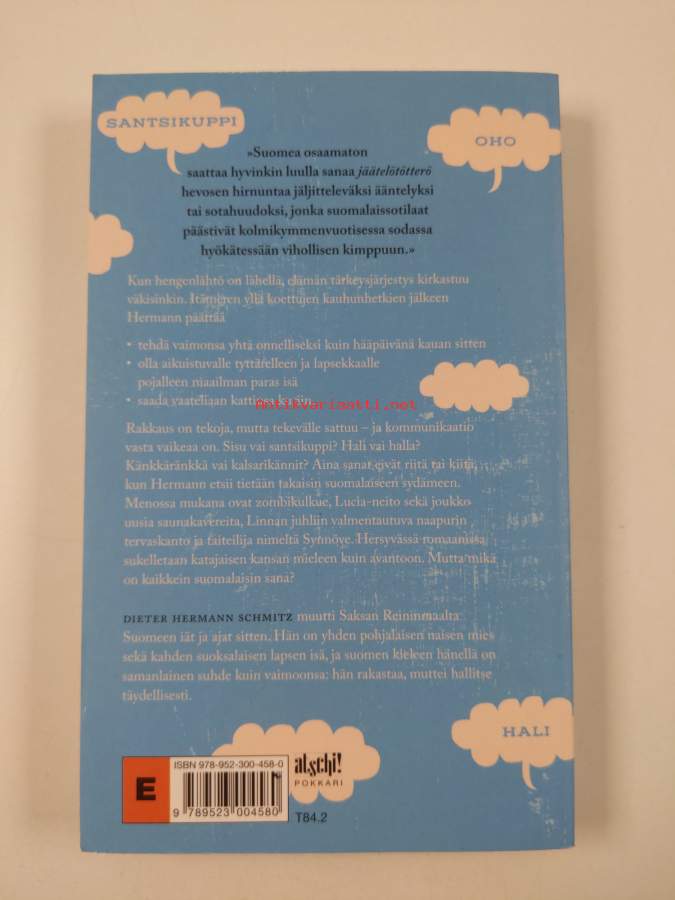 SANTSIKUPPI
OHO
»Suomea osaamaton
saattaa hyvinkin luulla sanaa jäätelötötterö
hevosen hirnuntaa jäljitteleväksi ääntelyksi
tai sotahuudoksi, jonka suomalaissotilaat
päästivät kolmikymmenvuotisessa sodassa
hyökätessään vihollisen kimppuun.»
Kun hengenlähtö on lähellä, elämän tärkeysjärjestys kirkastuu
väkisinkin. Itämeren yllä koettujen kauhunhetkien jälkeen
Hermann päättää
• tehdä vaimonsa yhtä onnelliseksi kuin hääpäivänä kauan sitten
• olla aikuistuvalle tyttärelleen ja lapsekkaalle
pojalleen maailman paras isä
• saada vaateliaan kattiens
Antikvariaatti.net
Rakkaus on tekoja, mutta tekevälle sattuu – ja kommunikaatio
vasta vaikeaa on. Sisu vai santsikuppi? Hali vai halla?
Känkkäränkkä vai kalsarikännit? Aina sanat eivät riitä tai kiitä,
kun Hermann etsii tietään takaisin suomalaiseen sydämeen.
Menossa mukana ovat zombikulkue, Lucia-neito sekä joukko
uusia saunakavereita, Linnan juhliin valmentautuva naapurin
tervaskanto ja taiteilija nimeltä Synnöve. Hersyvässä romaanissa
sukelletaan katajaisen kansan mieleen kuin avantoon. Mutta mikä
on kaikkein suomalaisin sana?
DIETER HERMANN SCHMITZ muutti Saksan Reininmaalta
Suomeen iät ja ajat sitten. Hän on yhden pohjalaisen naisen mies
sekä kahden suoksalaisen lapsen isä, ja suomen kieleen hänellä on
samanlainen suhde kuin vaimoonsa: hän rakastaa, muttei hallitse
täydellisesti.
HALI
ISBN 978-952-300-458-0
E
9 789523 004580
atschi!
POKKARI
T84.2